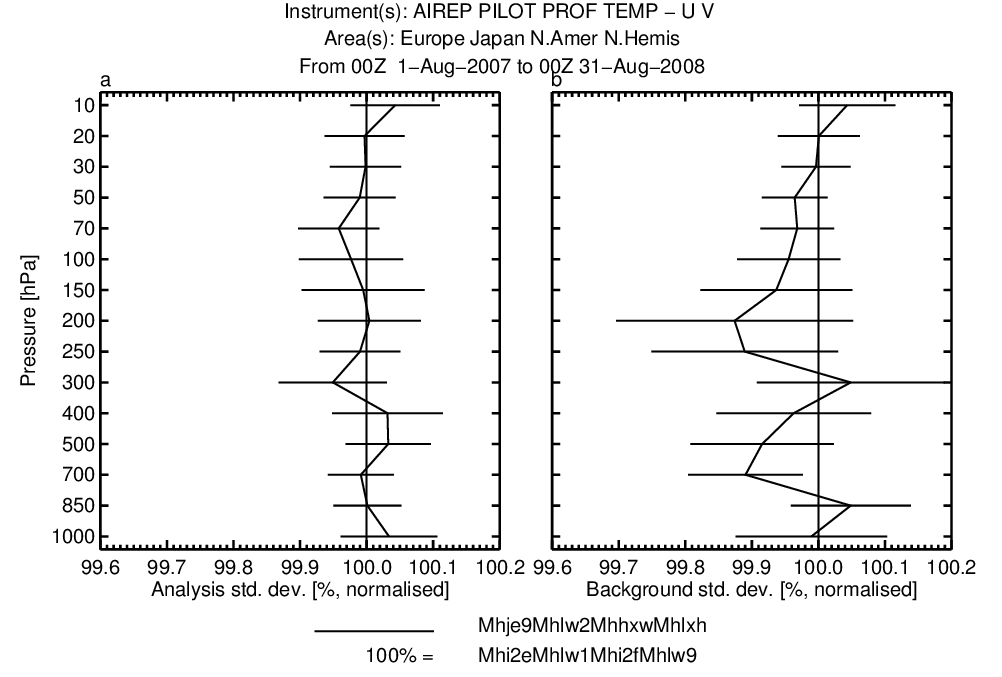 Instrument(s): AIREP PILOT PROF TEMP − U V
Area(s): Europe Japan N.Amer N.Hemis
From 00Z 1−Aug−2007 to 00Z 31−Aug−2008
a
b
10
20
30
50
70
100
150
200
250
300
400
500
700
850
1000
Pressure [hPa]
99.6 99.7 99.8 99.9 100.0 100.1 100.2
99.6 99.7 99.8 99.9 100.0 100.1 100.2
Analysis std. dev. [%, normalised]
Background std. dev. [%, normalised]
Mhje9Mhlw2MhhxwMhlxh
100% = Mhi2eMhlw1Mhi2fMhlw9